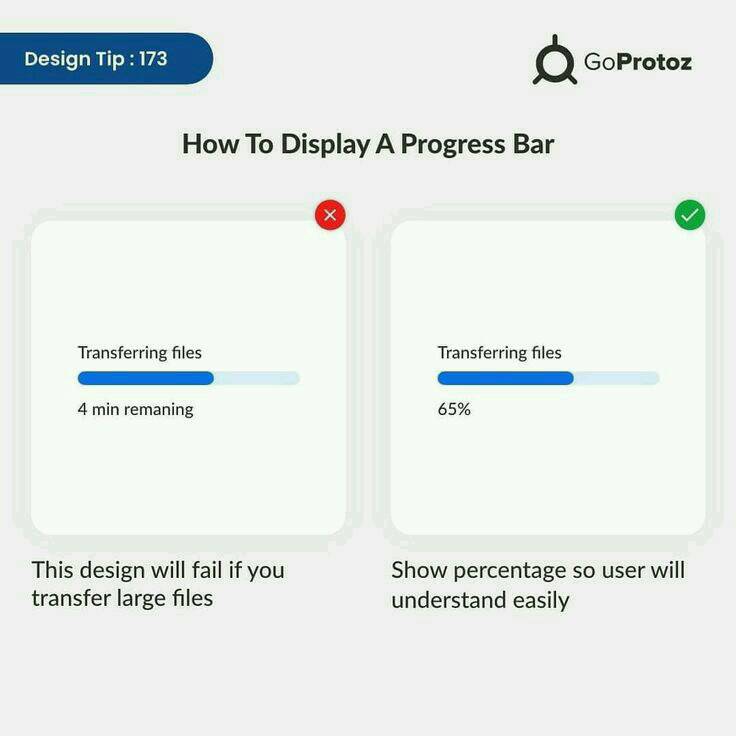 Design Tip : 173
GoProtoz
How To Display A Progress Bar
Transferring files
4 min remaning
Transferring files
65%
This design will fail if you
transfer large files
Show percentage so user will
understand easily